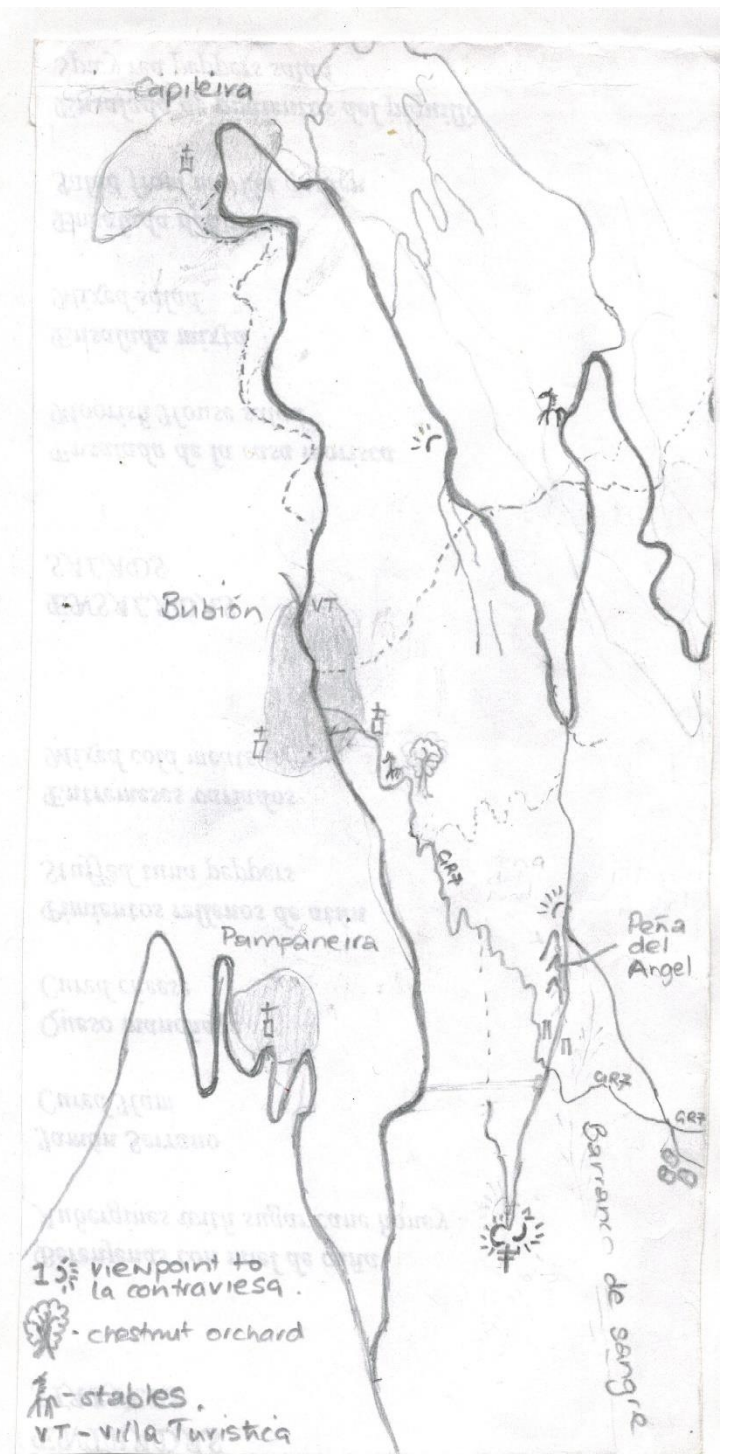 Capileira
Bubión
VT
GR7
Pampaneira
Peña
del
Angel
GR7
GR7
Barranco de sangre
1 viewpoint to
la contraviesa.
- chestnut orchard
- stables.
VT - villa Turistica